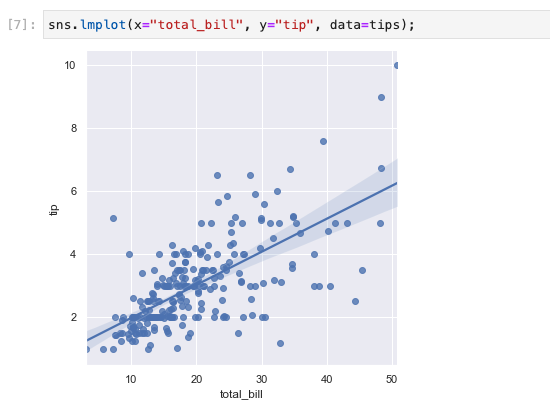 [7]: sns.lmplot(x="total_bill", y="tip", data=tips);
10
8
6
4
2
tip
10 20 30 40 50
total_bill